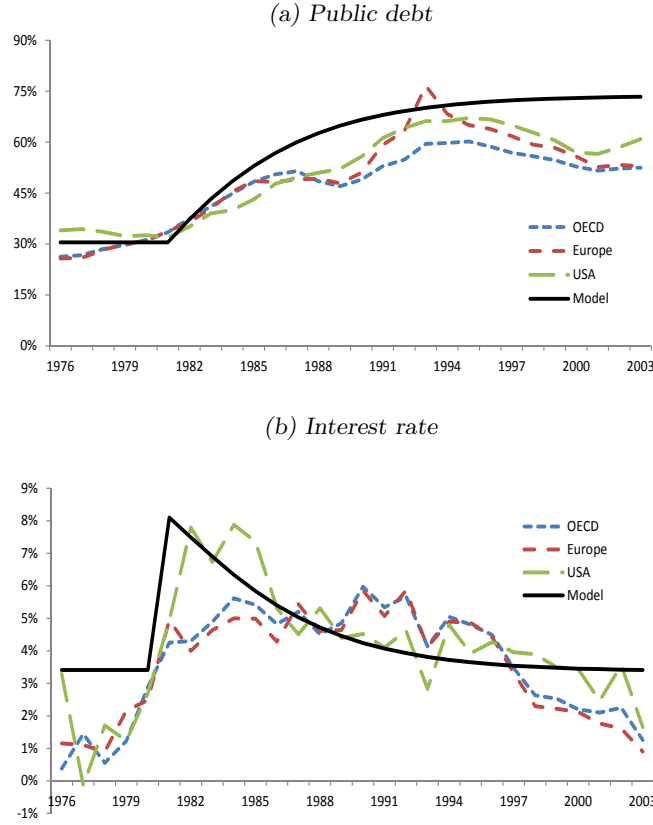 (a) Public debt
90%
75%
60%
45%
30%
15%
0%
OECD
Europe
USA
Model
1976 1979 1982 1985 1988 1991 1994 1997 2000 2003
(b) Interest rate
9%
8%
7%
6%
5%
4%
3%
2%
1%
0%
-1%
OECD
Europe
USA
Model
1976 1979 1982 1985 1988 1991 1994 1997 2000 2003